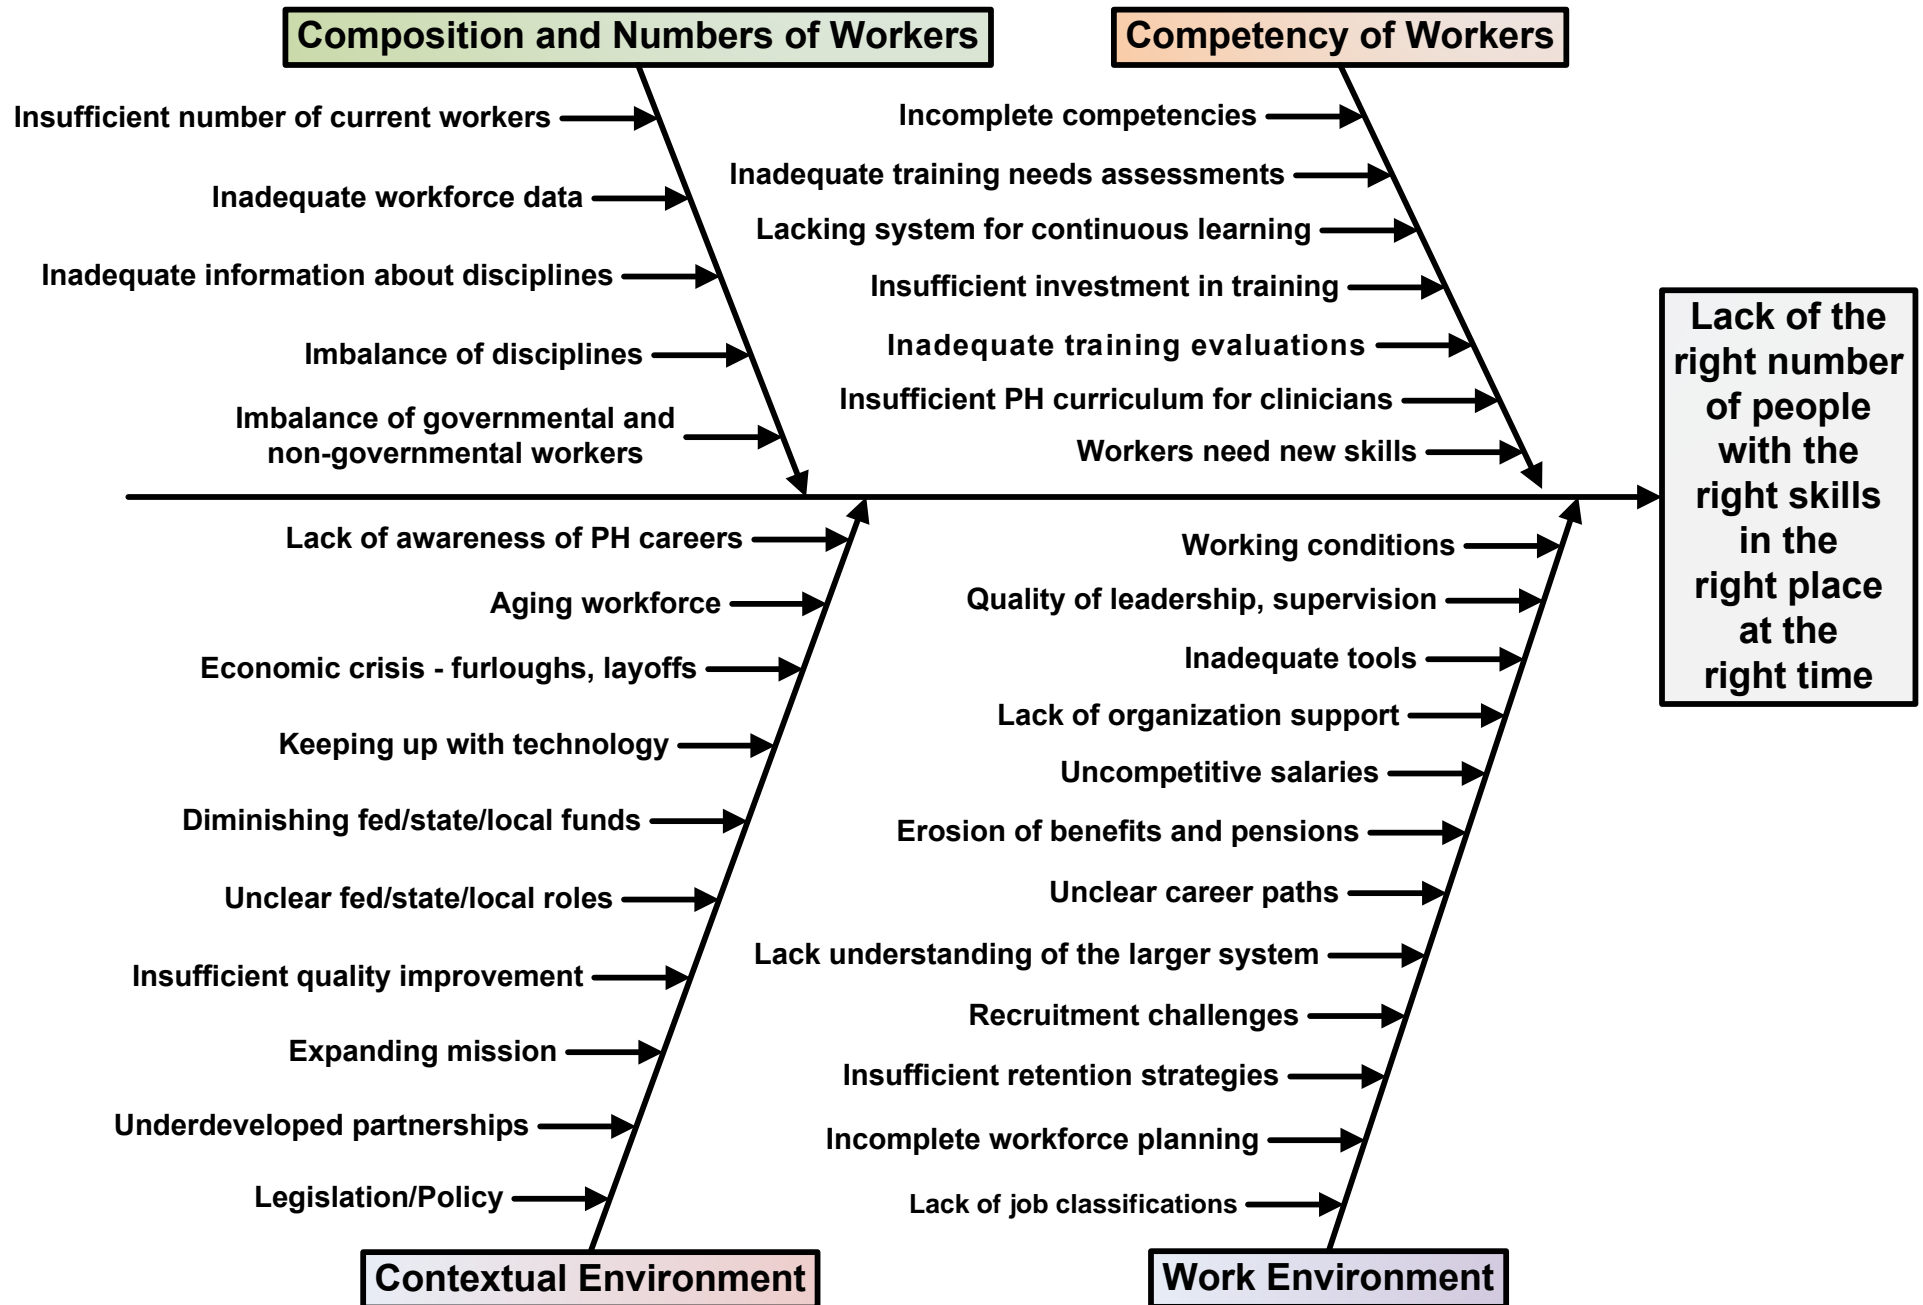 Composition and Numbers of Workers
Insufficient number of current workers
Inadequate workforce data
Inadequate information about disciplines
Imbalance of disciplines
Imbalance of governmental and
non-governmental workers
Competency of Workers
Incomplete competencies
Inadequate training needs assessments
Lacking system for continuous learning
Insufficient investment in training
Inadequate training evaluations
Insufficient PH curriculum for clinicians
Workers need new skills
Lack of awareness of PH careers
Aging workforce
Economic crisis - furloughs, layoffs
Keeping up with technology
Diminishing fed/state/local funds
Unclear fed/state/local roles
Insufficient quality improvement
Expanding mission
Underdeveloped partnerships
Legislation/Policy
Contextual Environment
Working conditions
Quality of leadership, supervision
Inadequate tools
Lack of organization support
Uncompetitive salaries
Erosion of benefits and pensions
Unclear career paths
Lack understanding of the larger system
Recruitment challenges
Insufficient retention strategies
Incomplete workforce planning
Lack of job classifications
Work Environment
Lack of the
right number
of people
with the
right skills
in the
right place
at the
right time